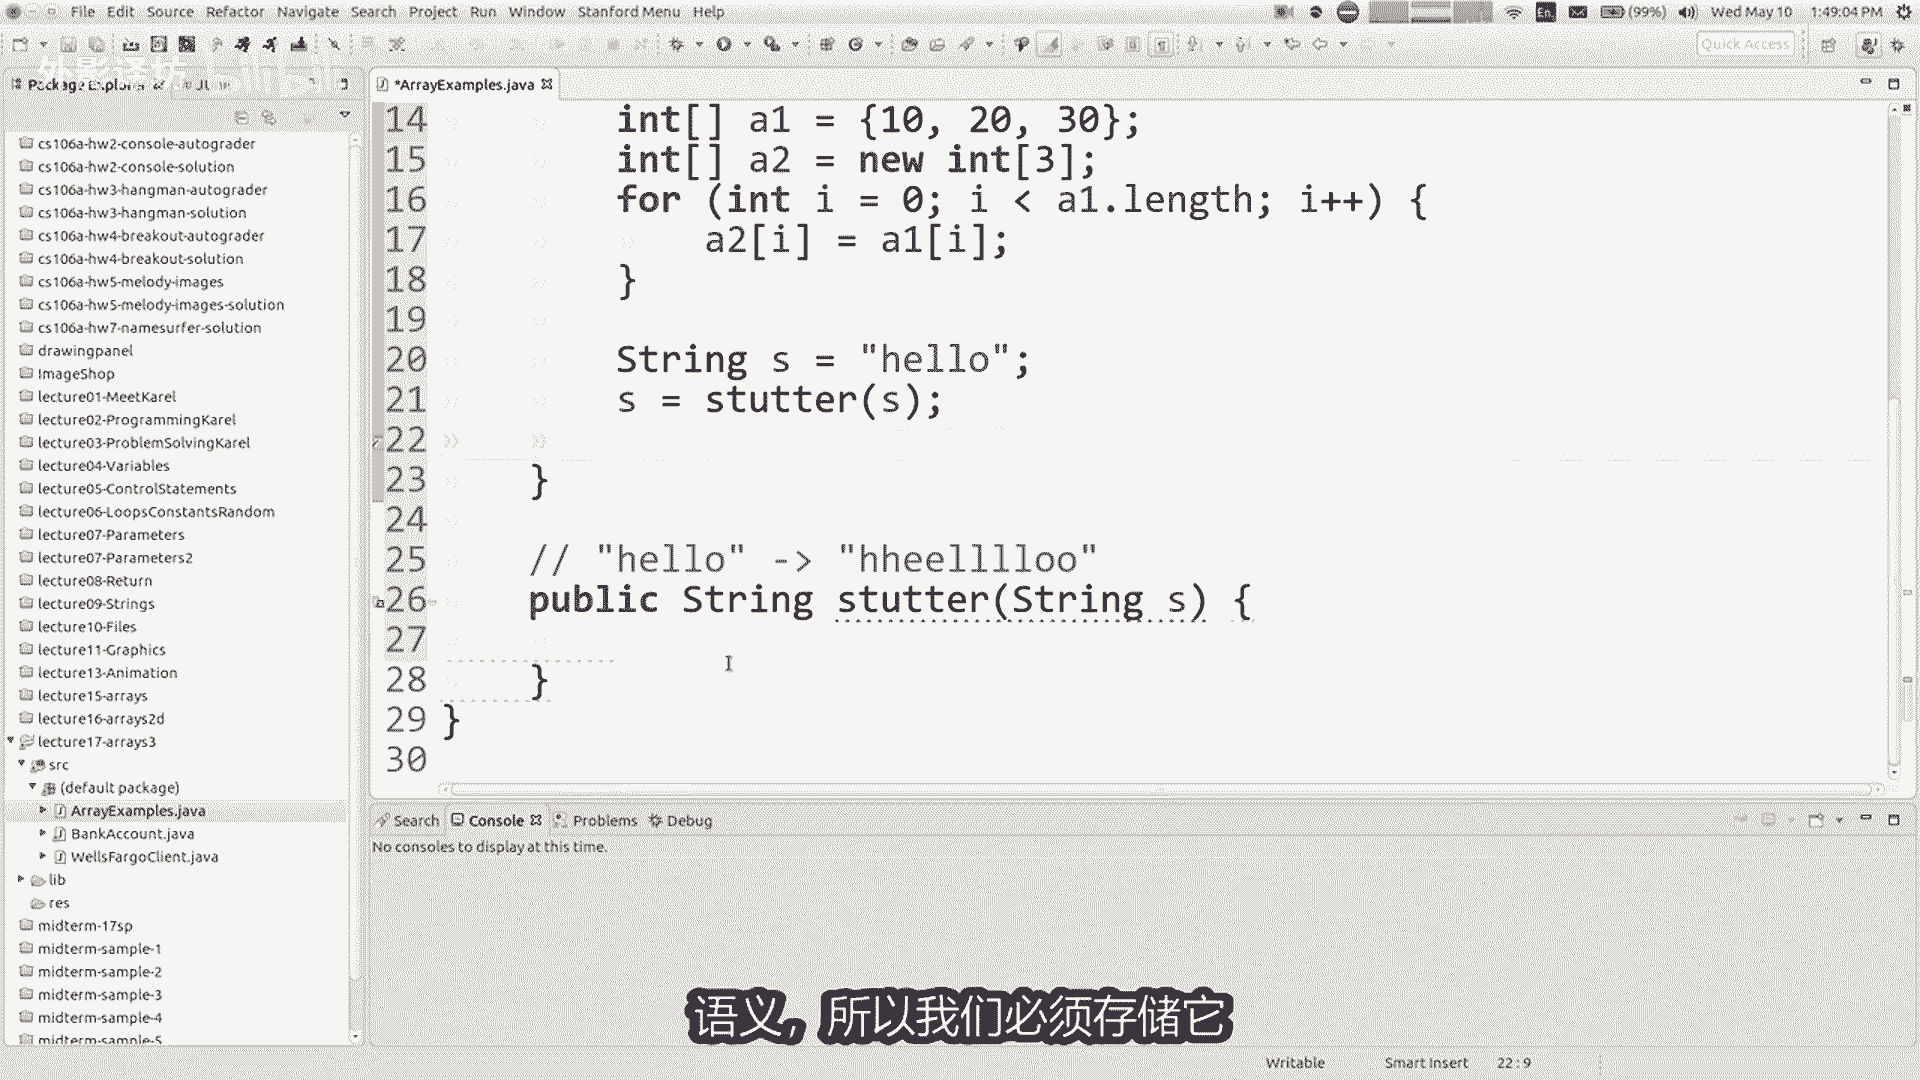 File Edit Source Refactor Navigate Search Project Run Window Stanford Menu Help
En (99%) Wed May 10 1:49:04 PM
Quick Access
Package Explorer
*ArrayExamples.java
cs106a-hw2-console-autograder
cs106a-hw2-console-solution
cs106a-hw3-hangman-autograder
cs106a-hw3-hangman-solution
cs106a-hw4-breakout-autograder
cs106a-hw4-breakout-solution
cs106a-hw5-melody-images
cs106a-hw5-melody-images-solution
cs106a-hw7-namesurfer-solution
drawingpanel
ImageShop
lecture01-MeetKarel
lecture02-ProgrammingKarel
lecture03-ProblemSolvingKarel
lecture04-Variables
lecture05-ControlStatements
lecture06-LoopsConstantsRandom
lecture07-Parameters
lecture07-Parameters2
lecture08-Return
lecture09-Strings
lecture10-Files
lecture11-Graphics
lecture13-Animation
lecture15-arrays
lecture16-arrays2d
lecture17-arrays3
src
(default package)
ArrayExamples.java
BankAccount.java
WellsFargoClient.java
lib
res
midterm-17sp
midterm-sample-1
midterm-sample-2
midterm-sample-3
midterm-sample-4
midterm-sample-5
14 int[] a1 = {10, 20, 30};
15 int[] a2 = new int[3];
16 for (int i = 0; i < a1.length; i++) {
17 a2[i] = a1[i];
18 }
19
20 String s = "hello";
21 s = stutter(s);
22
23 }
24
25 // "hello" -> "hheelllloo"
26 public String stutter(String s) {
27
28 }
29 }
30
Search Console Problems Debug
No consoles to display at this time.
语义，所以我们必须存储它
Writable Smart Insert 22:9